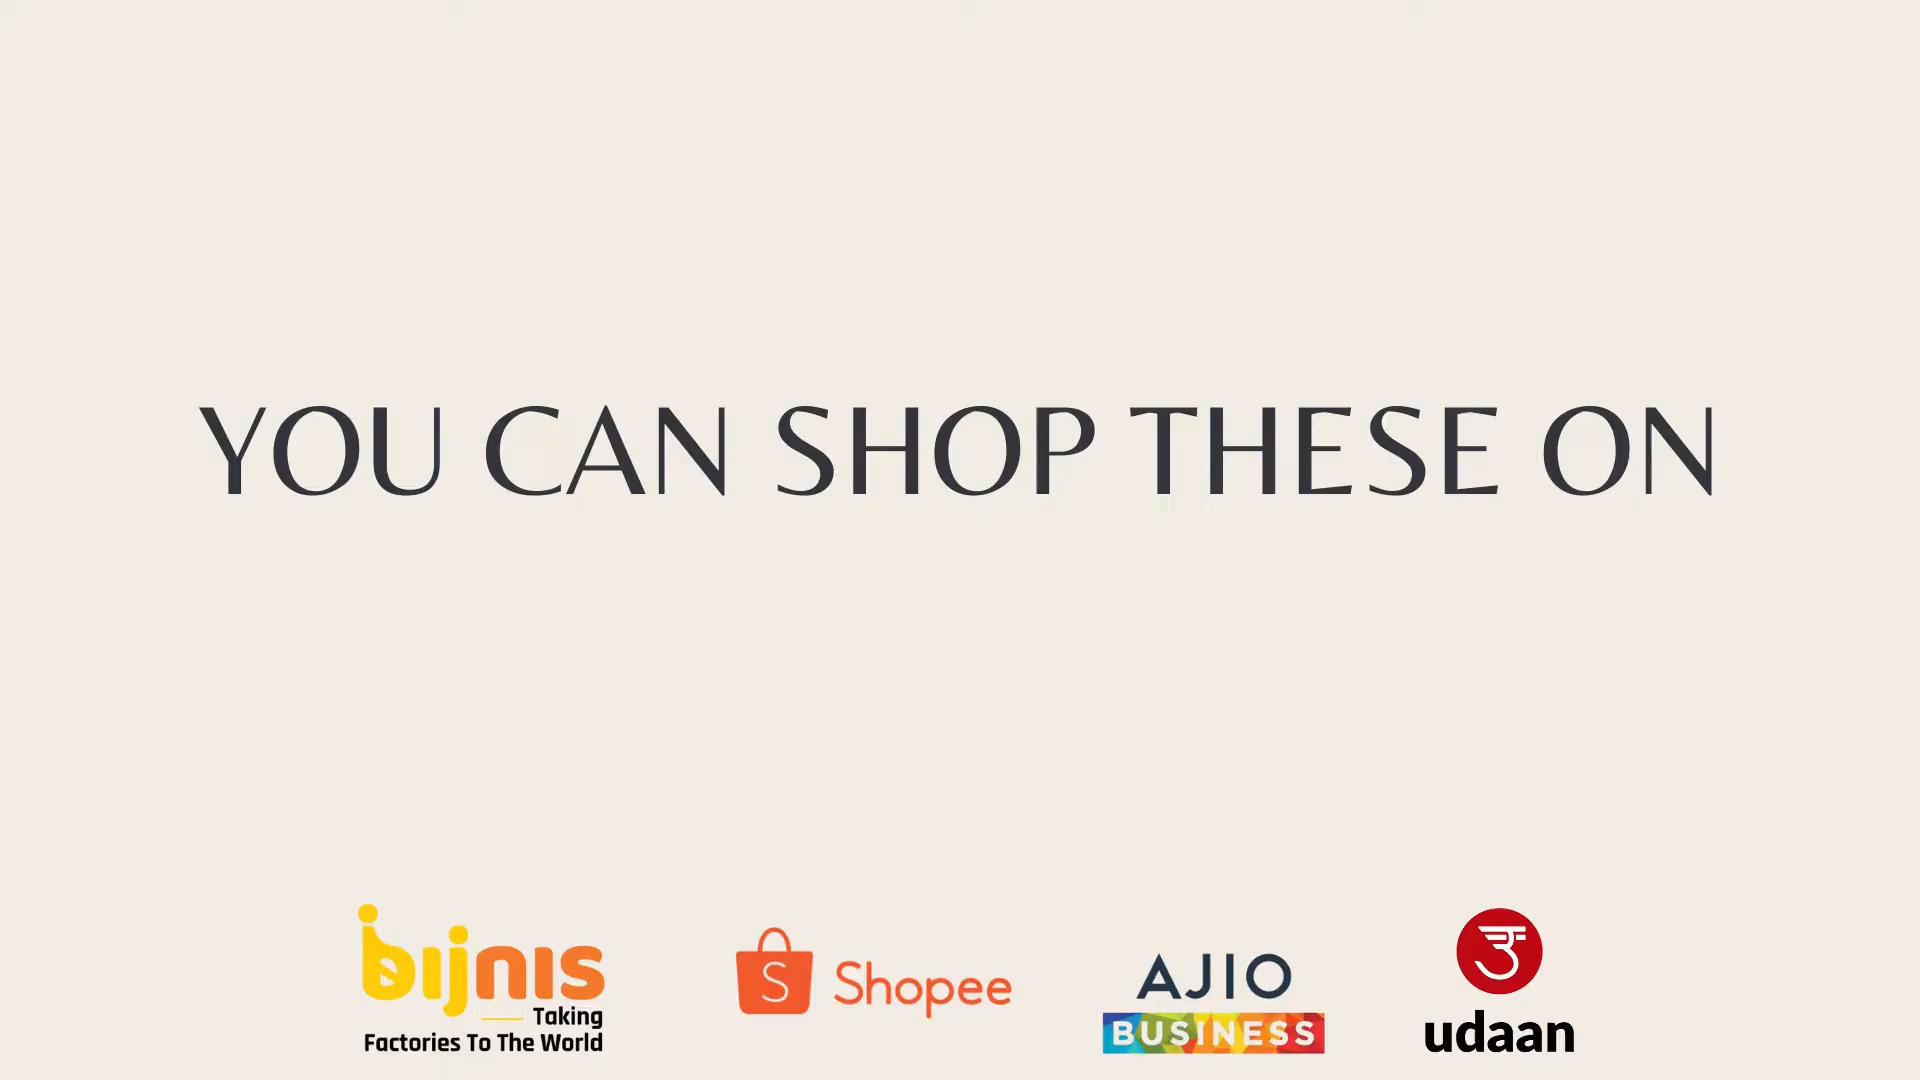 YOU CAN SHOP THESE ON
bijnis
Taking
Factories To The World
S Shopee
AJIO
BUSINESS
उ
udaan